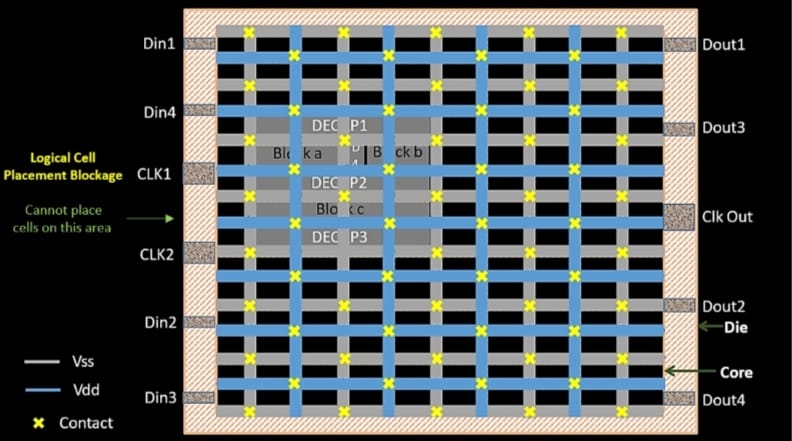 Din1
Dout1
Din4
DEC P1
Dout3
Logical Cell
Placement Blockage
Block a
Block b
CLK1
DEC P2
Cannot place
cells on this area
Block c
Clk Out
DEC P3
CLK2
Dout2
Din2
Die
Vss
Core
Vdd
Din3
Dout4
Contact